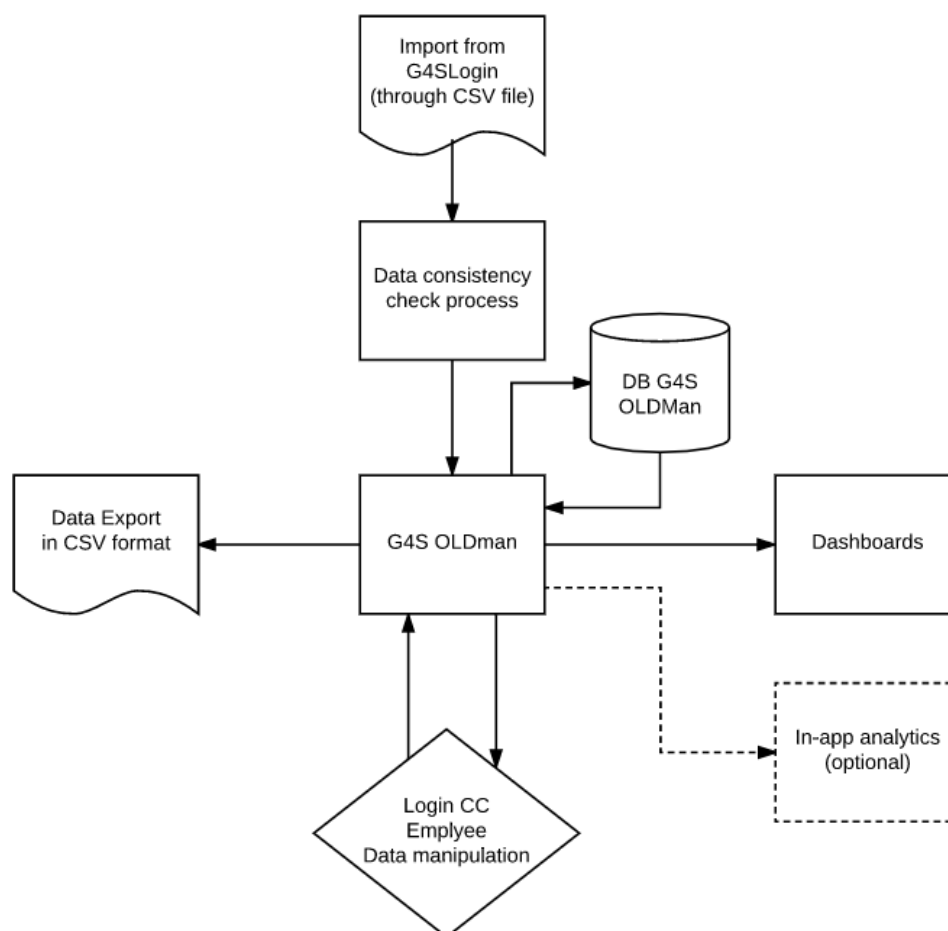 Import from
G4SLogin
(through CSV file)
Data consistency
check process
DB G4S
OLDMan
Data Export
in CSV format
G4S OLDman
Dashboards
In-app analytics
(optional)
Login CC
Emplyee
Data manipulation